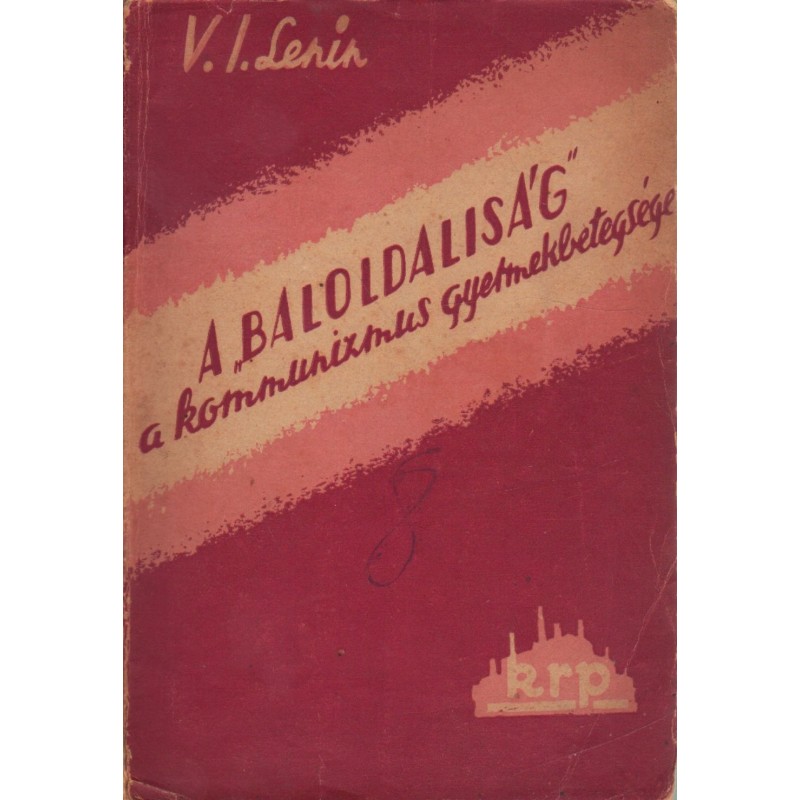 V. I. Lenin
A „BALOLDALISÁG"
a kommunizmus gyermekbetegsége
8
krp